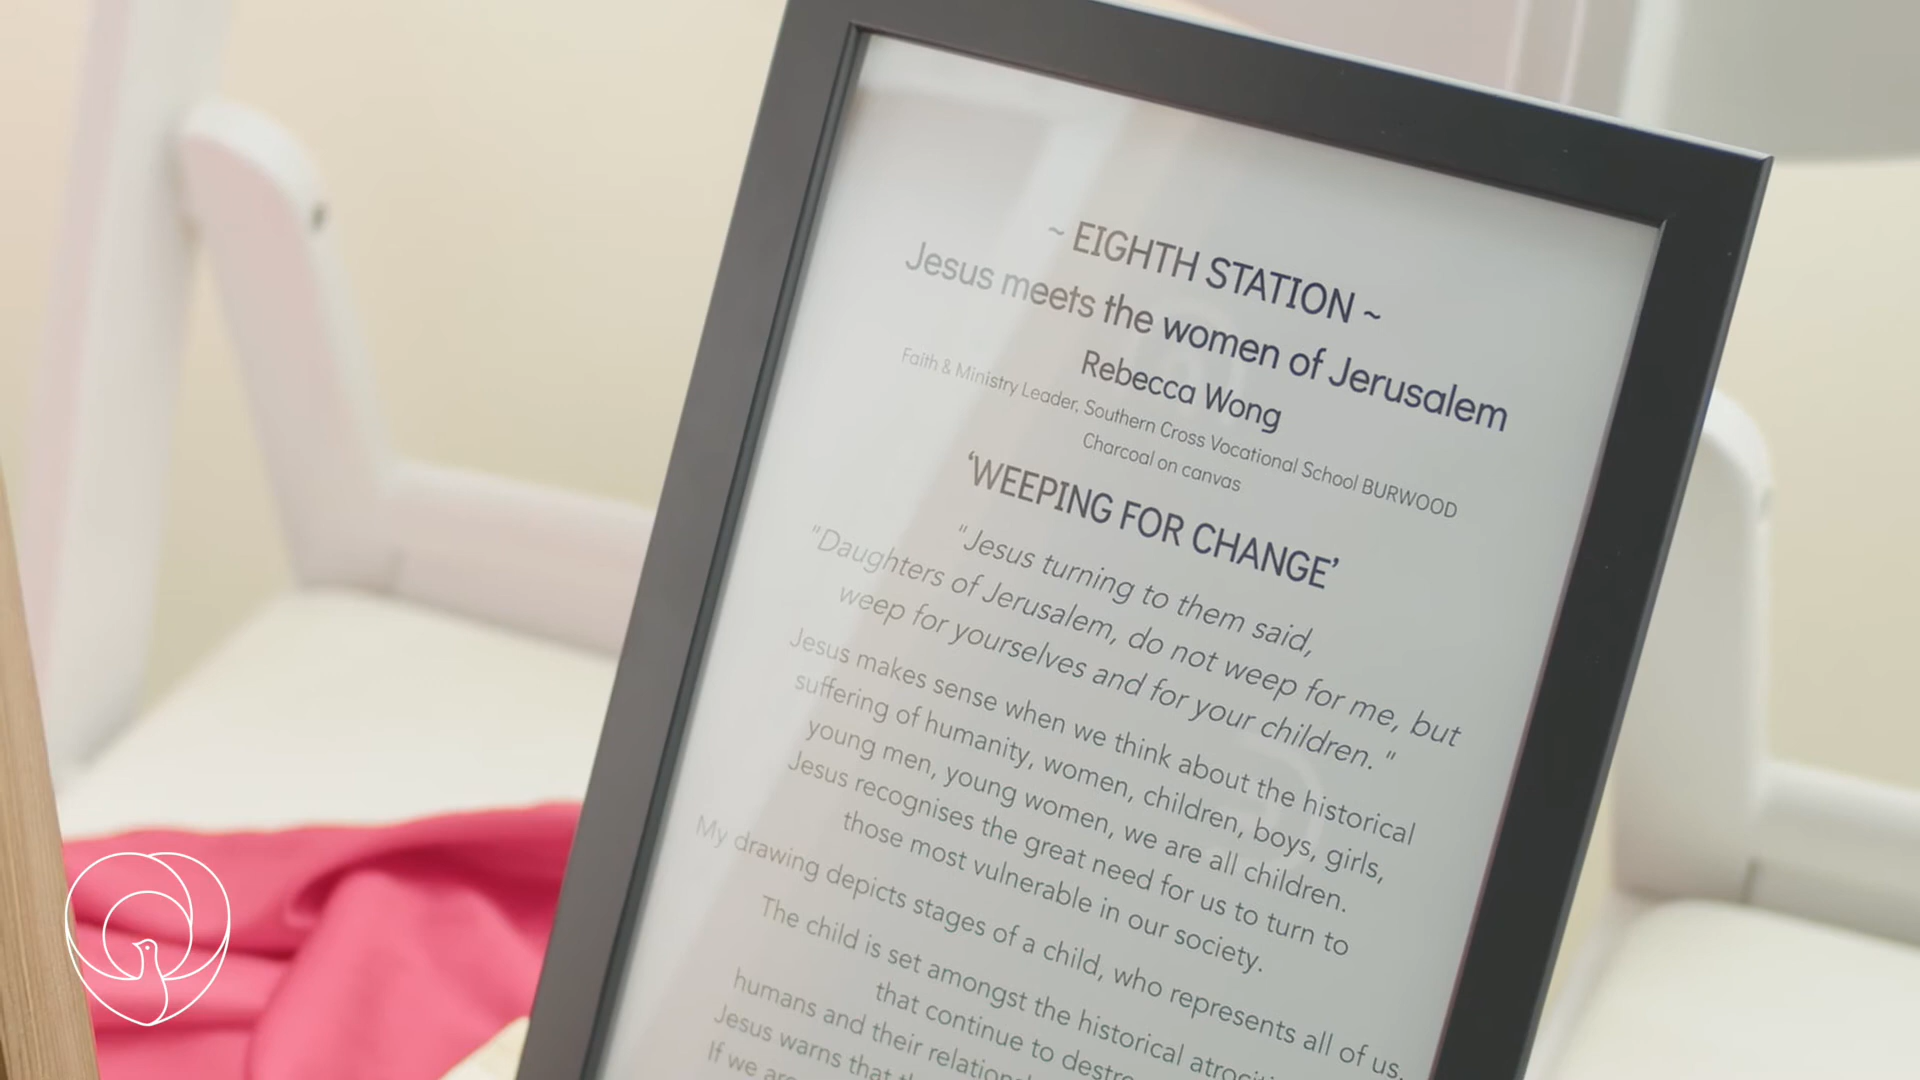 ~ EIGHTH STATION ~
Jesus meets the women of Jerusalem
Rebecca Wong
Faith & Ministry Leader, Southern Cross Vocational School BURWOOD
Charcoal on canvas
‘WEEPING FOR CHANGE’
"Jesus turning to them said,
"Daughters of Jerusalem, do not weep for me, but
weep for yourselves and for your children. "
Jesus makes sense when we think about the historical
suffering of humanity, women, children, boys, girls,
young men, young women, we are all children.
Jesus recognises the great need for us to turn to
those most vulnerable in our society.
My drawing depicts stages of a child, who represents all of us.
The child is set amongst the historical
that continue to
humans and their
Jesus warns that
If we